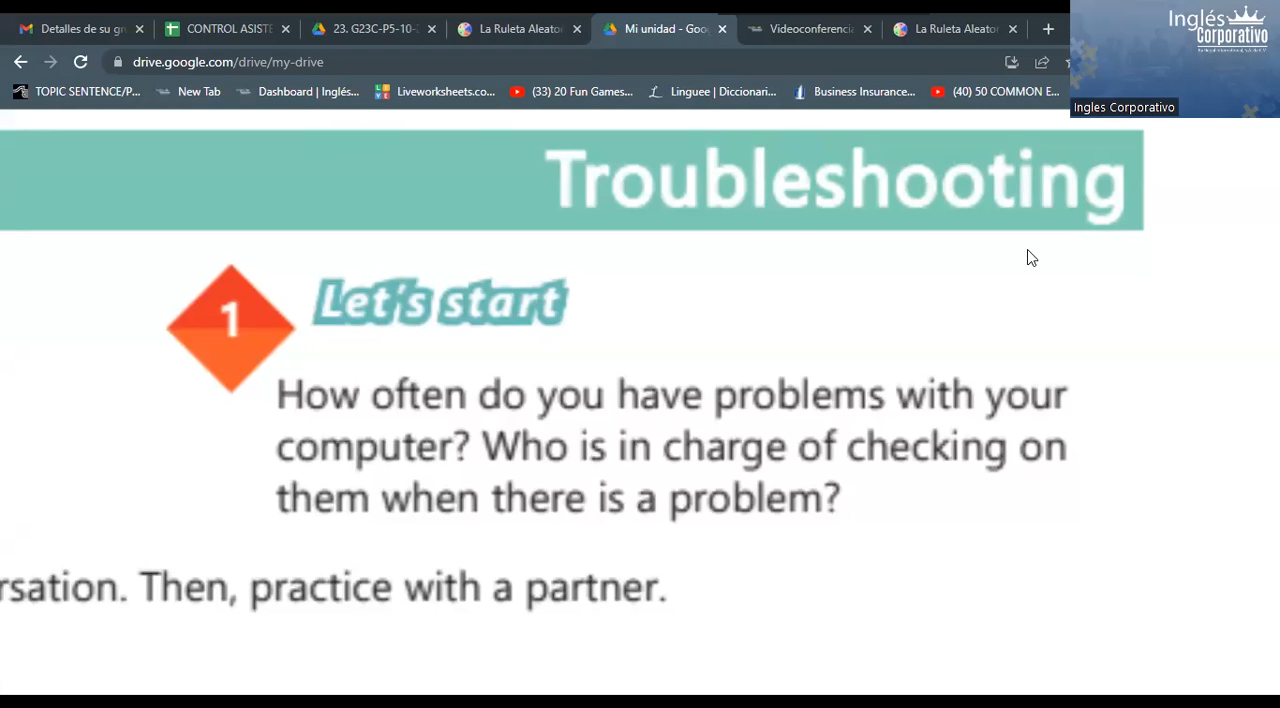 Detalles de su gr
CONTROL ASISTE
23. G23C-P5-10-
La Ruleta Aleator
Mi unidad - Goo
Videoconferencia
La Ruleta Aleator
drive.google.com/drive/my-drive
TOPIC SENTENCE/P...
New Tab
Dashboard | Inglés...
Liveworksheets.co...
(33) 20 Fun Games...
Linguee | Diccionari...
Business Insurance...
(40) 50 COMMON E...
Inglés
Corporativo
Ingles Corporativo
Troubleshooting
1
Let's start
How often do you have problems with your
computer? Who is in charge of checking on
them when there is a problem?
rsation. Then, practice with a partner.